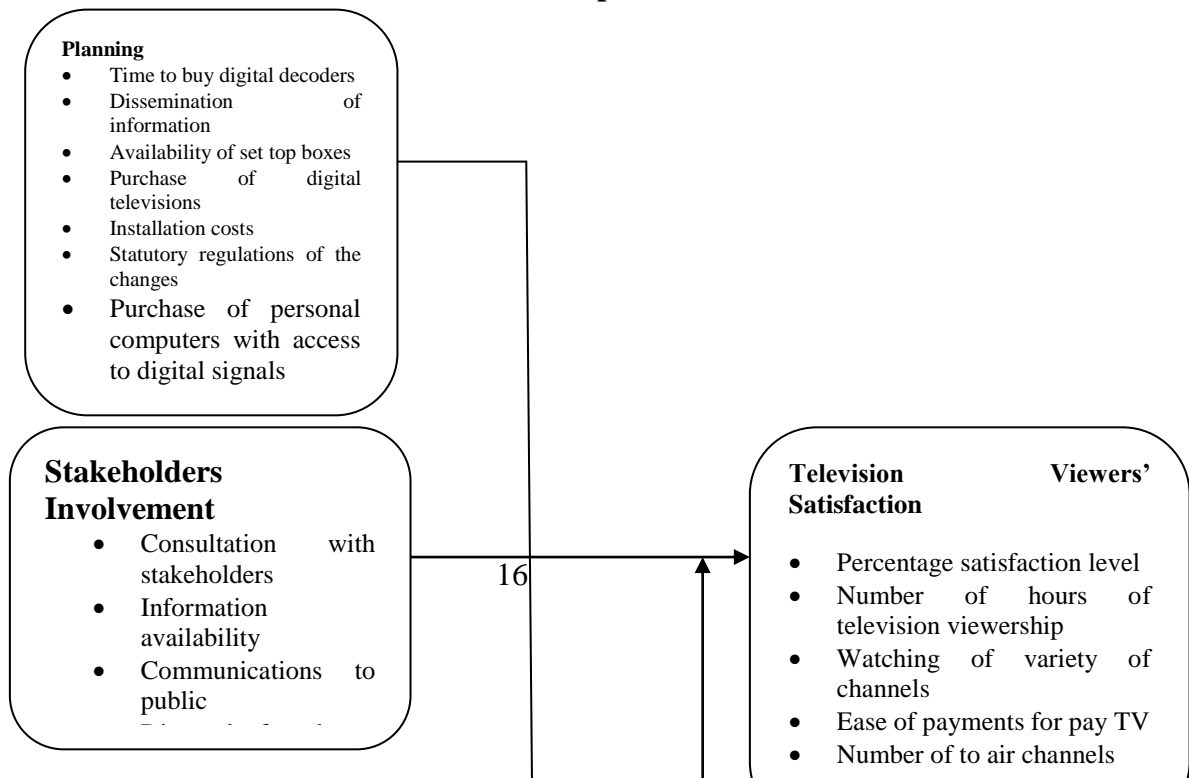 Planning
• Time to buy digital decoders
• Dissemination of
information
• Availability of set top boxes
• Purchase of digital
televisions
• Installation costs
• Statutory regulations of the
changes
• Purchase of personal
computers with access
to digital signals
Stakeholders
Involvement
• Consultation with
stakeholders
• Information
availability
• Communications to
public
16
Television Viewers’
Satisfaction
• Percentage satisfaction level
• Number of hours of
television viewership
• Watching of variety of
channels
• Ease of payments for pay TV
• Number of to air channels